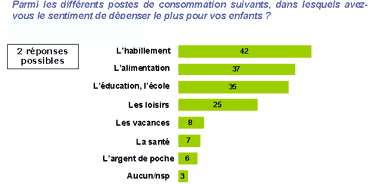 Parmi les différents postes de consommation suivants, dans lesquels avez-
vous le sentiment de dépenser le plus pour vos enfants ?
2 réponses
possibles
L'habillement 42
L'alimentation 37
L'éducation, l'école 35
Les loisirs 25
Les vacances 8
La santé 7
L'argent de poche 6
Aucun/nsp 3